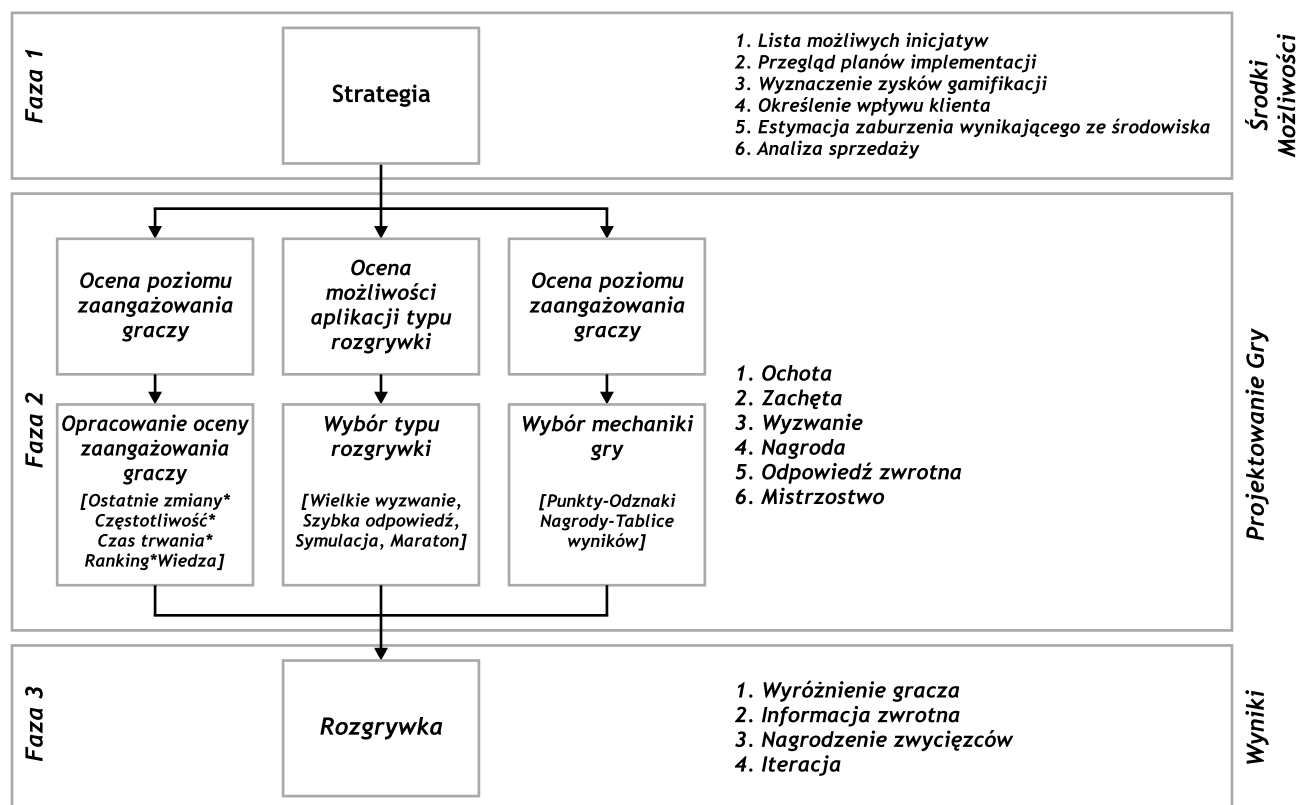 Faza 1
Strategia
1. Lista możliwych inicjatyw
2. Przegląd planów implementacji
3. Wyznaczenie zysków gamifikacji
4. Określenie wpływu klienta
5. Estymacja zaburzenia wynikającego ze środowiska
6. Analiza sprzedaży
Środki
Możliwości
Faza 2
Ocena poziomu
zaangażowania
graczy
Ocena
możliwości
aplikacji typu
rozgrywki
Ocena poziomu
zaangażowania
graczy
Opracowanie oceny
zaangażowania
graczy
[Ostatnie zmiany*
Częstotliwość*
Czas trwania*
Ranking*Wiedza]
Wybór typu
rozgrywki
[Wielkie wyzwanie,
Szybka odpowiedź,
Symulacja, Maraton]
Wybór mechaniki
gry
[Punkty-Odznaki
Nagrody-Tablice
wyników]
1. Ochota
2. Zachęta
3. Wyzwanie
4. Nagroda
5. Odpowiedź zwrotna
6. Mistrzostwo
Projektowanie Gry
Faza 3
Rozgrywka
1. Wyróżnienie gracza
2. Informacja zwrotna
3. Nagrodzenie zwycięzców
4. Iteracja
Wyniki